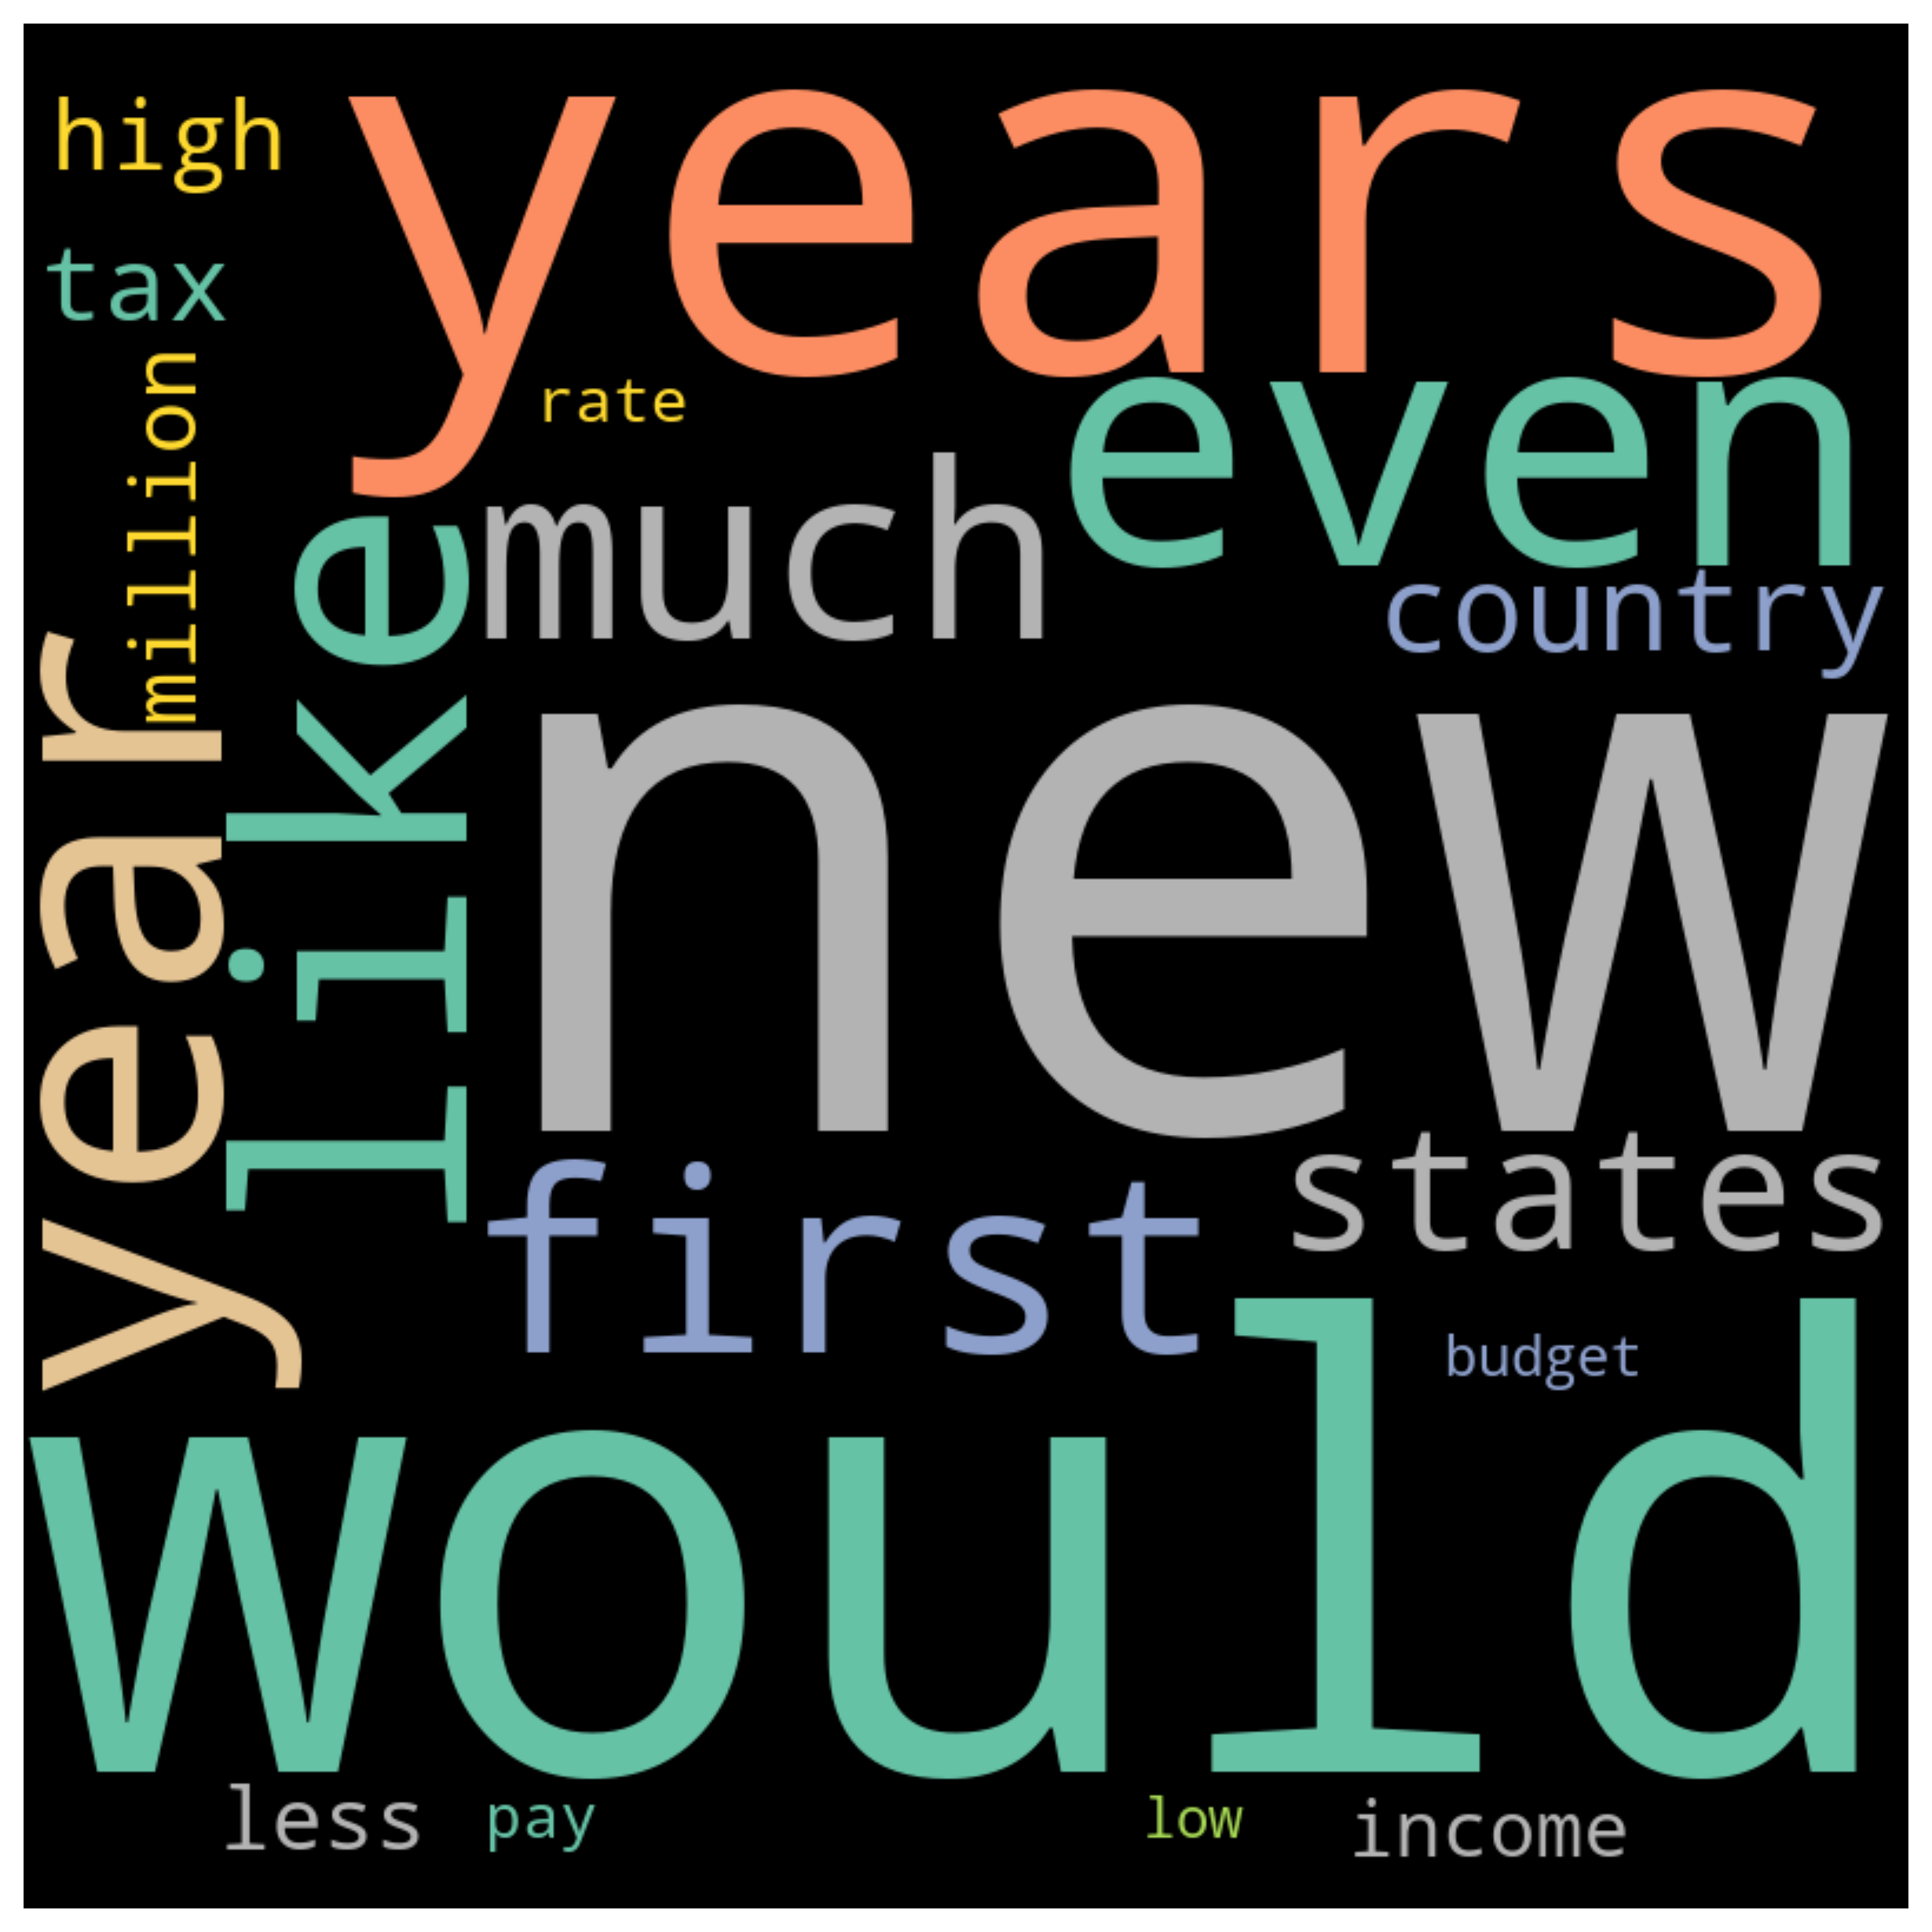 high
years
tax
million
rate
even
much
country
like
year
new
states
first
budget
would
less
pay
low
income